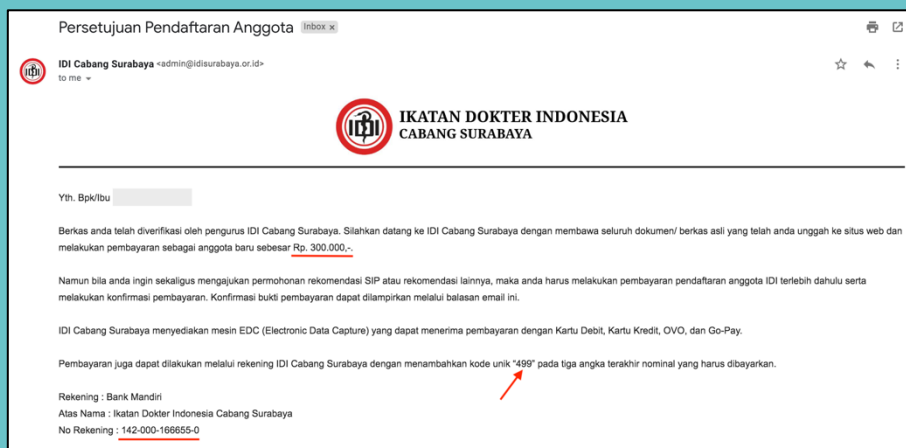 Persetujuan Pendaftaran Anggota Inbox x
IDI Cabang Surabaya <admin@idisurabaya.or.id>
to me
IDI
IKATAN DOKTER INDONESIA
CABANG SURABAYA
Yth. Bpk/Ibu
Berkas anda telah diverifikasi oleh pengurus IDI Cabang Surabaya. Silahkan datang ke IDI Cabang Surabaya dengan membawa seluruh dokumen/ berkas asli yang telah anda unggah ke situs web dan
melakukan pembayaran sebagai anggota baru sebesar Rp. 300.000,-.
Namun bila anda ingin sekaligus mengajukan permohonan rekomendasi SIP atau rekomendasi lainnya, maka anda harus melakukan pembayaran pendaftaran anggota IDI terlebih dahulu serta
melakukan konfirmasi pembayaran. Konfirmasi bukti pembayaran dapat dilampirkan melalui balasan email ini.
IDI Cabang Surabaya menyediakan mesin EDC (Electronic Data Capture) yang dapat menerima pembayaran dengan Kartu Debit, Kartu Kredit, OVO, dan Go-Pay.
Pembayaran juga dapat dilakukan melalui rekening IDI Cabang Surabaya dengan menambahkan kode unik "499" pada tiga angka terakhir nominal yang harus dibayarkan.
Rekening : Bank Mandiri
Atas Nama : Ikatan Dokter Indonesia Cabang Surabaya
No Rekening : 142-000-166655-0